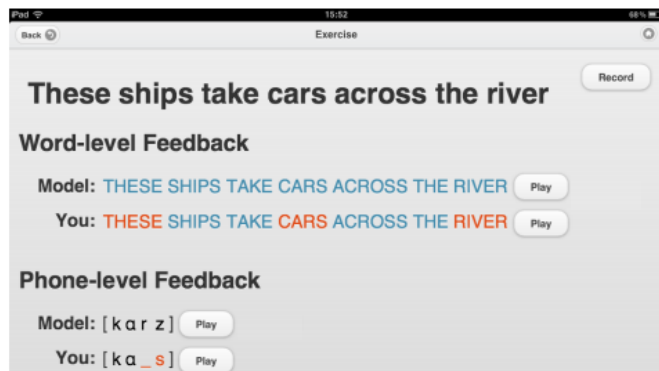 iPad 15:52 68%
Back Exercise
Record
These ships take cars across the river
Word-level Feedback
Model: THESE SHIPS TAKE CARS ACROSS THE RIVER Play
You: THESE SHIPS TAKE CARS ACROSS THE RIVER Play
Phone-level Feedback
Model: [k ɑ r z] Play
You: [k ɑ _ s] Play